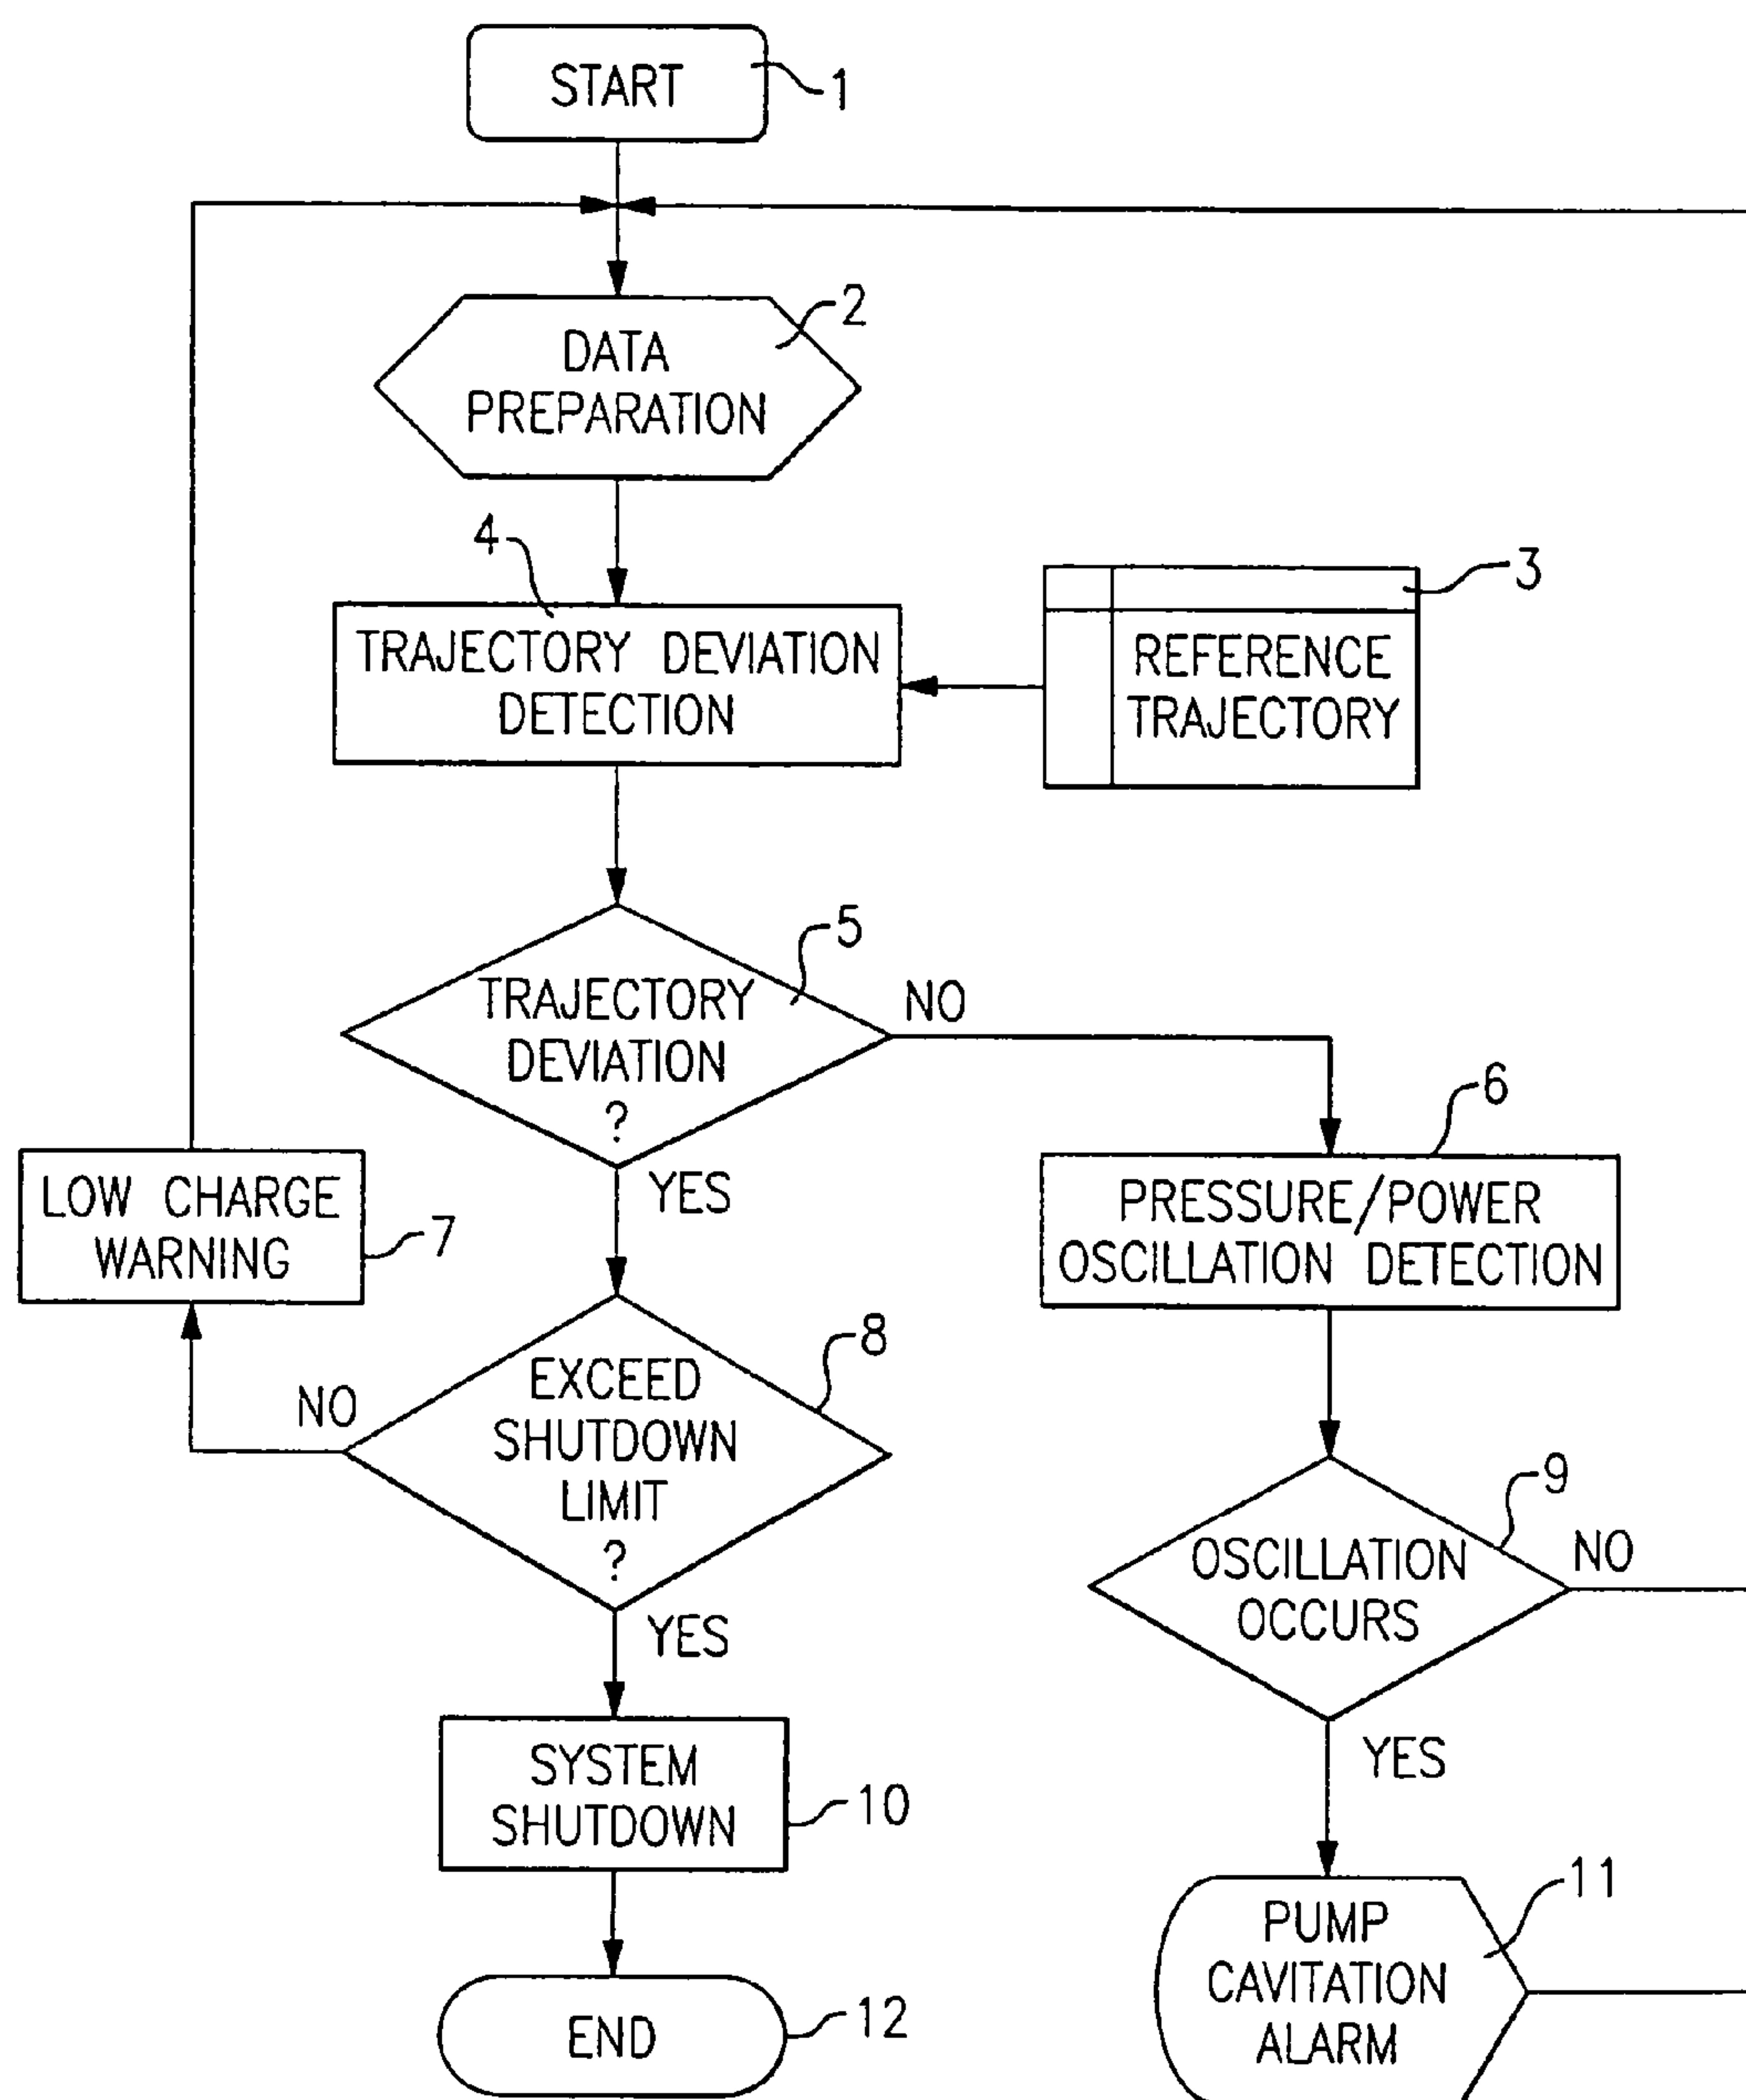 START
1
DATA
PREPARATION
2
4
TRAJECTORY DEVIATION
DETECTION
3
REFERENCE
TRAJECTORY
5
TRAJECTORY
DEVIATION
?
NO
YES
6
PRESSURE/POWER
OSCILLATION DETECTION
LOW CHARGE
WARNING
7
8
EXCEED
SHUTDOWN
LIMIT
?
NO
YES
9
OSCILLATION
OCCURS
NO
YES
SYSTEM
SHUTDOWN
10
11
PUMP
CAVITATION
ALARM
END
12